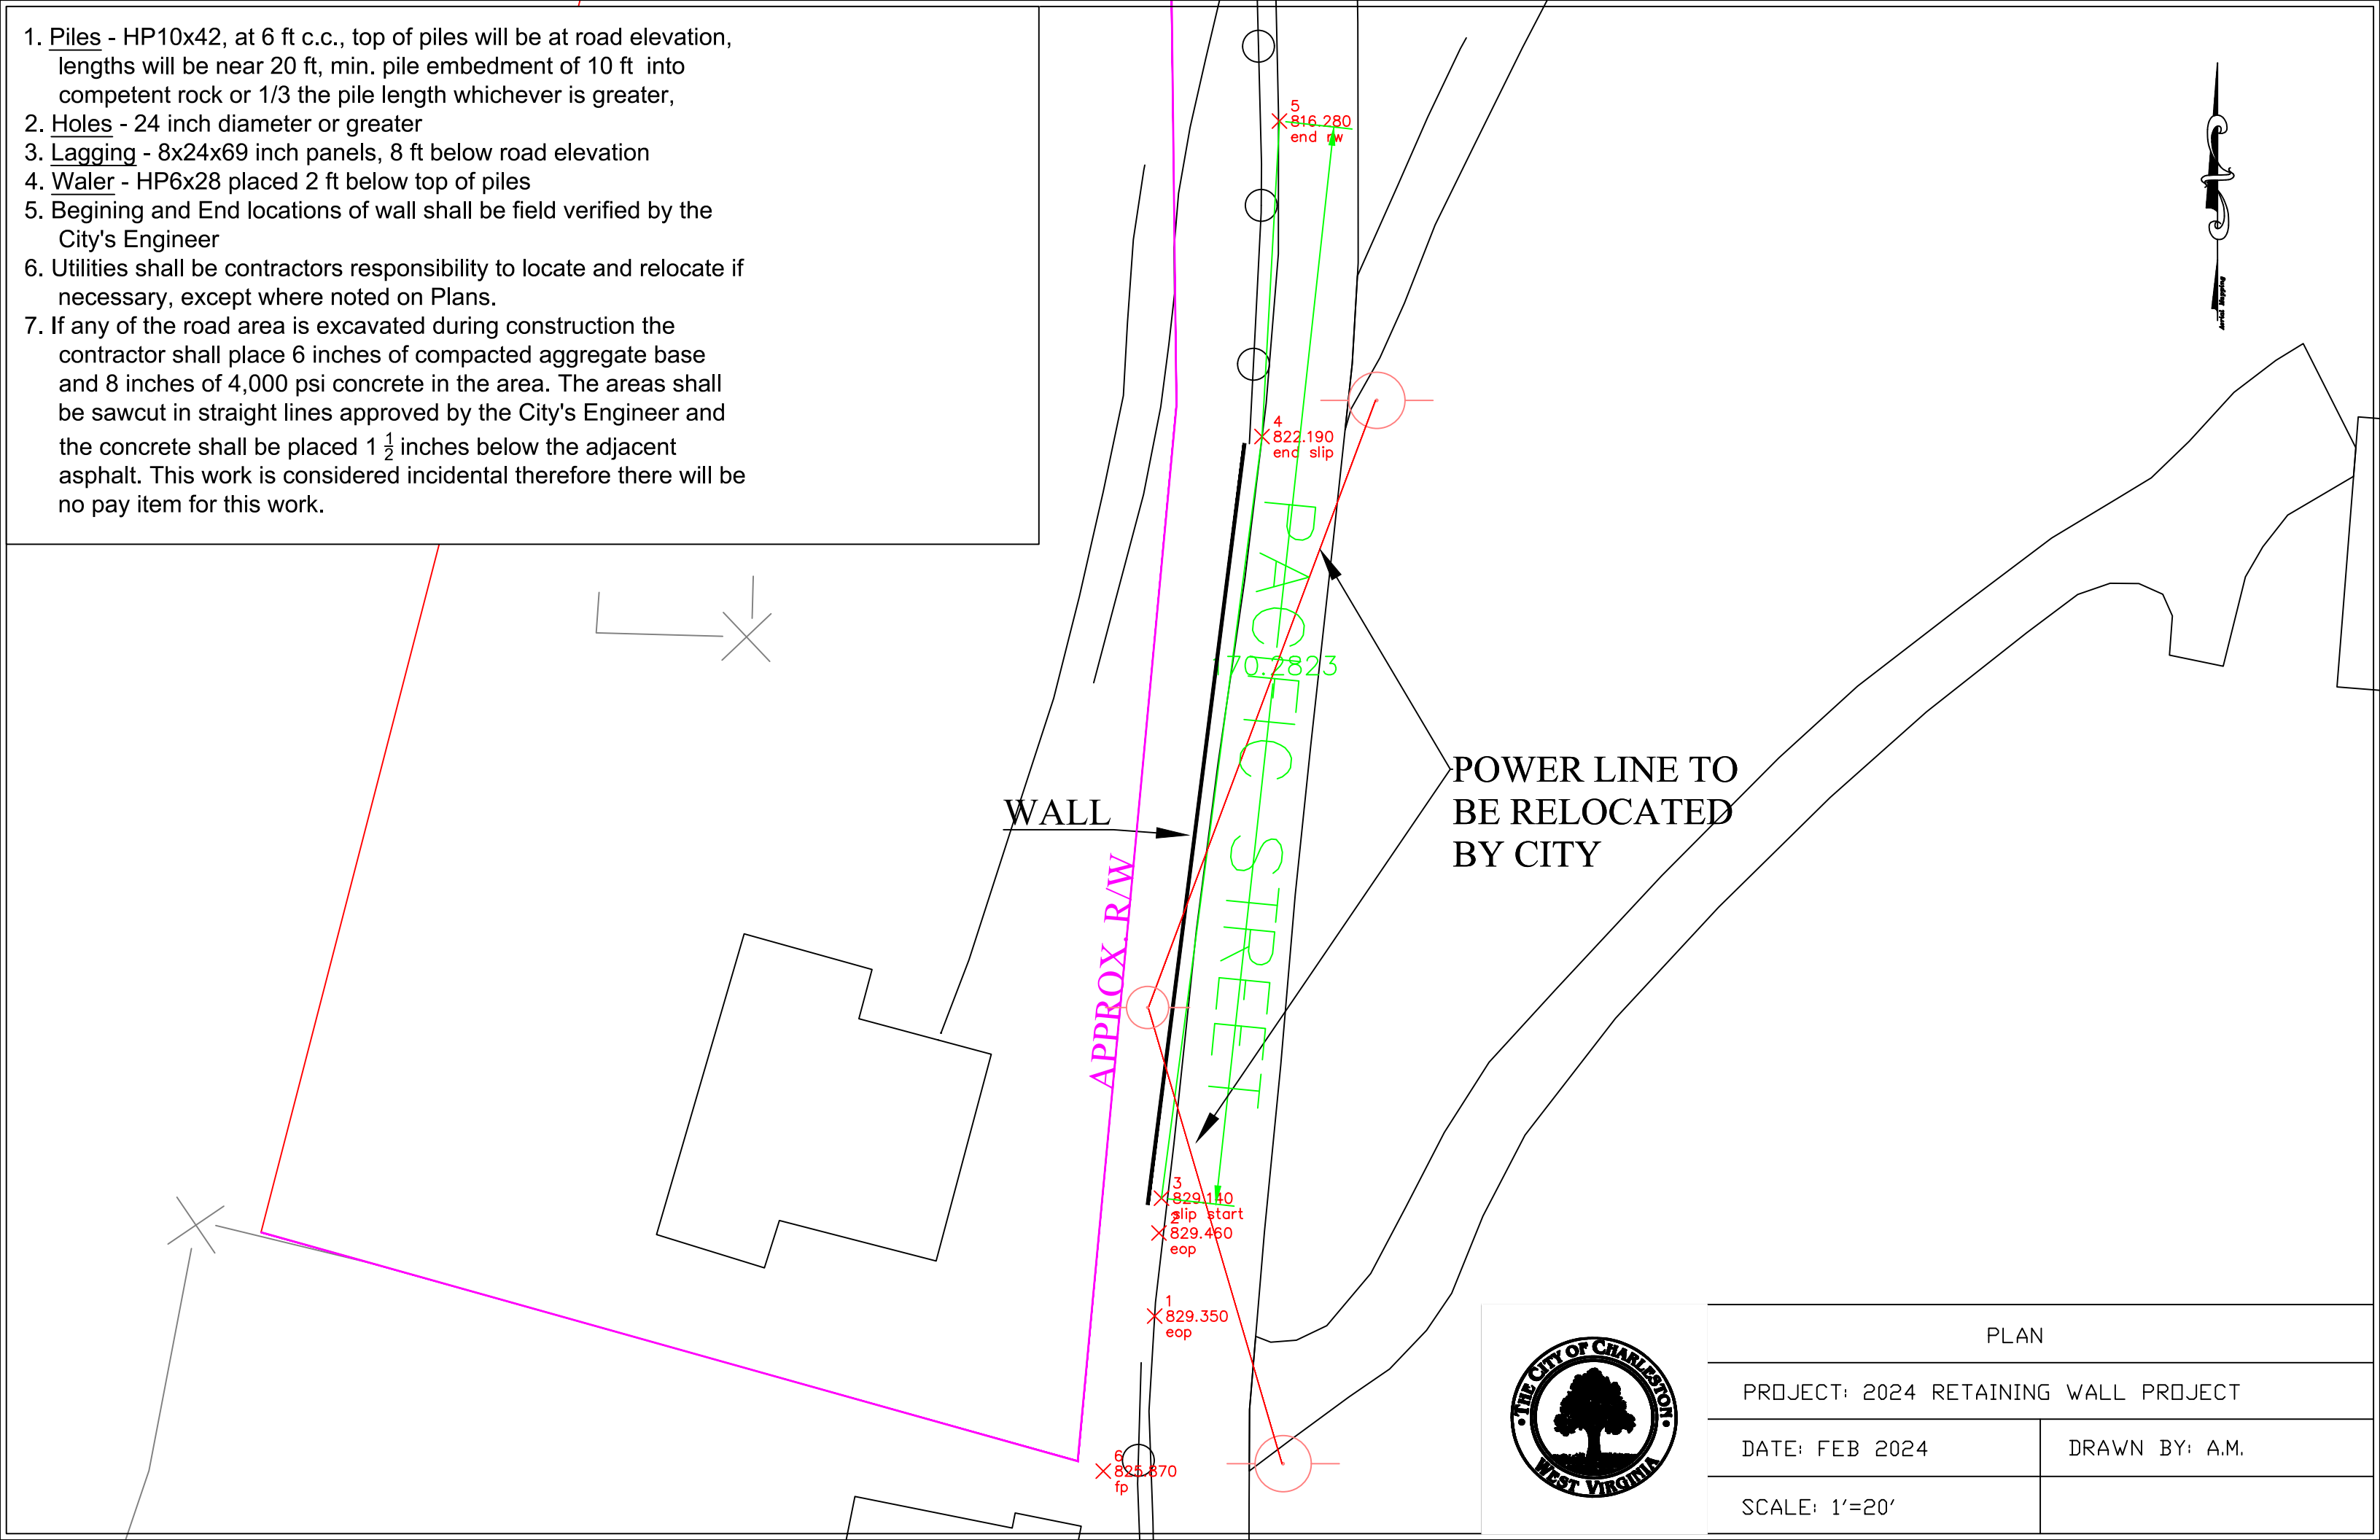 1. Piles - HP10x42, at 6 ft c.c., top of piles will be at road elevation,
lengths will be near 20 ft, min. pile embedment of 10 ft into
competent rock or 1/3 the pile length whichever is greater,
2. Holes - 24 inch diameter or greater
3. Lagging - 8x24x69 inch panels, 8 ft below road elevation
4. Waler - HP6x28 placed 2 ft below top of piles
5. Begining and End locations of wall shall be field verified by the
City's Engineer
6. Utilities shall be contractors responsibility to locate and relocate if
necessary, except where noted on Plans.
7. If any of the road area is excavated during construction the
contractor shall place 6 inches of compacted aggregate base
and 8 inches of 4,000 psi concrete in the area. The areas shall
be sawcut in straight lines approved by the City's Engineer and
the concrete shall be placed 1 1/2 inches below the adjacent
asphalt. This work is considered incidental therefore there will be
no pay item for this work.
5
816.280
end rw
Aerial Mapping
4
822.190
end slip
PACIFIC STREET
170.2823
WALL
POWER LINE TO
BE RELOCATED
BY CITY
APPROX. R/W
3
829.140
slip start
2
829.460
eop
1
829.350
eop
6
825.870
fp
THE CITY OF CHARLESTON
WEST VIRGINIA
PLAN
PROJECT: 2024 RETAINING WALL PROJECT
DATE: FEB 2024
DRAWN BY: A.M.
SCALE: 1'=20'